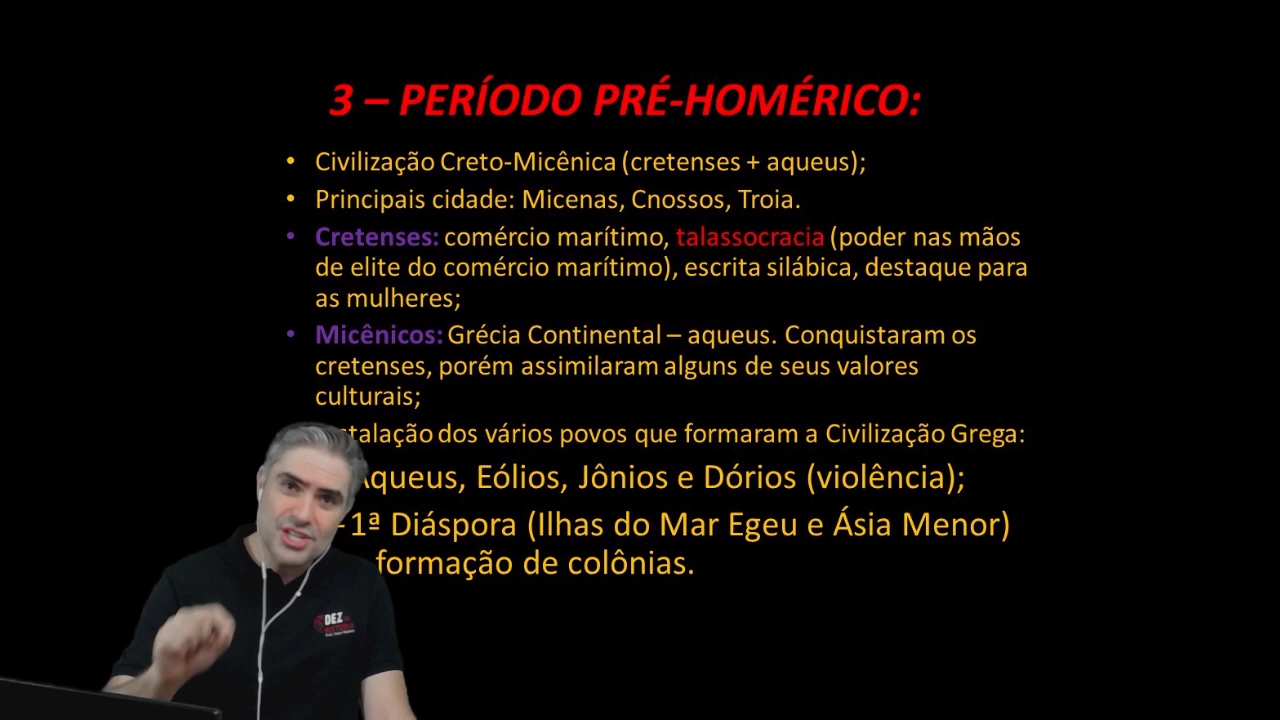 3 – PERÍODO PRÉ-HOMÉRICO:
• Civilização Creto-Micênica (cretenses + aqueus);
• Principais cidade: Micenas, Cnossos, Troia.
• Cretenses: comércio marítimo, talassocracia (poder nas mãos
de elite do comércio marítimo), escrita silábica, destaque para
as mulheres;
• Micênicos: Grécia Continental – aqueus. Conquistaram os
cretenses, porém assimilaram alguns de seus valores
culturais;
dos vários povos que formaram a Civilização Grega:
Eólios, Jônios e Dórios (violência);
1ª Diáspora (Ilhas do Mar Egeu e Ásia Menor)
formação de colônias.
DEZ